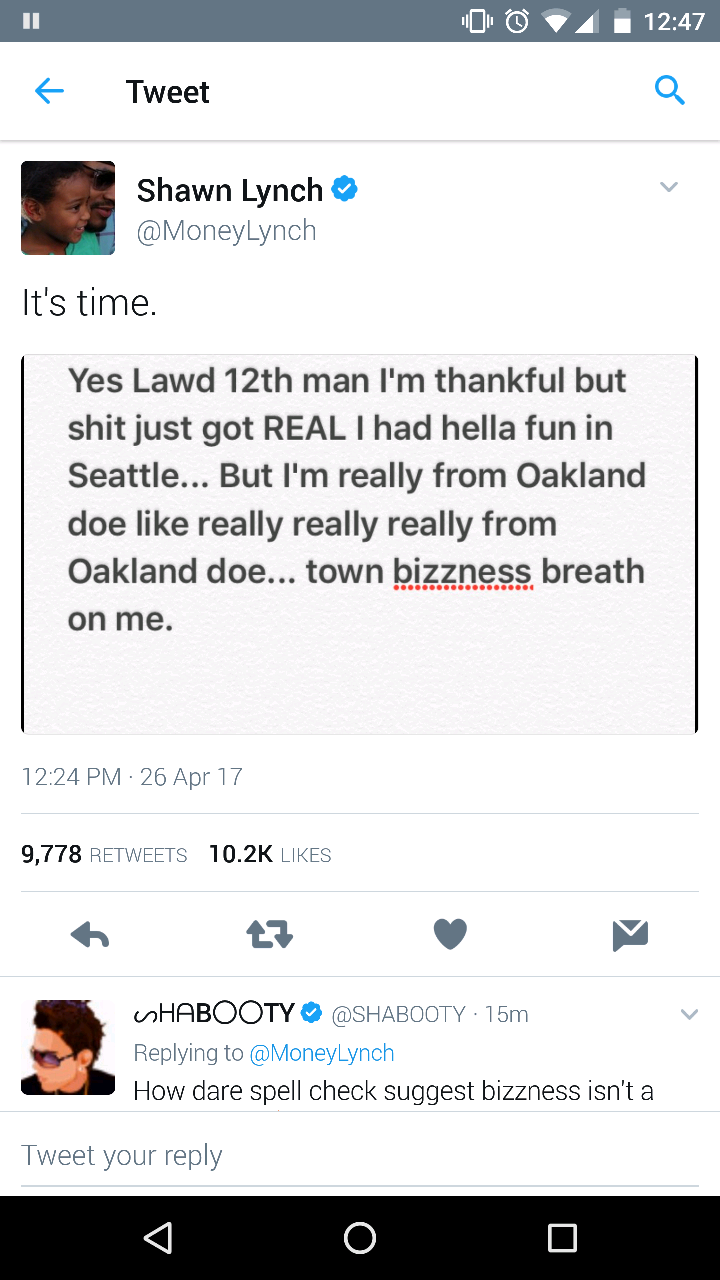 12:47
Tweet
Shawn Lynch
@MoneyLynch
It's time.
Yes Lawd 12th man I'm thankful but
shit just got REAL I had hella fun in
Seattle... But I'm really from Oakland
doe like really really really from
Oakland doe... town bizzness breath
on me.
12:24 PM · 26 Apr 17
9,778 RETWEETS 10.2K LIKES
ᔕHᗩBOOTY @SHABOOTY · 15m
Replying to @MoneyLynch
How dare spell check suggest bizzness isn't a
Tweet your reply